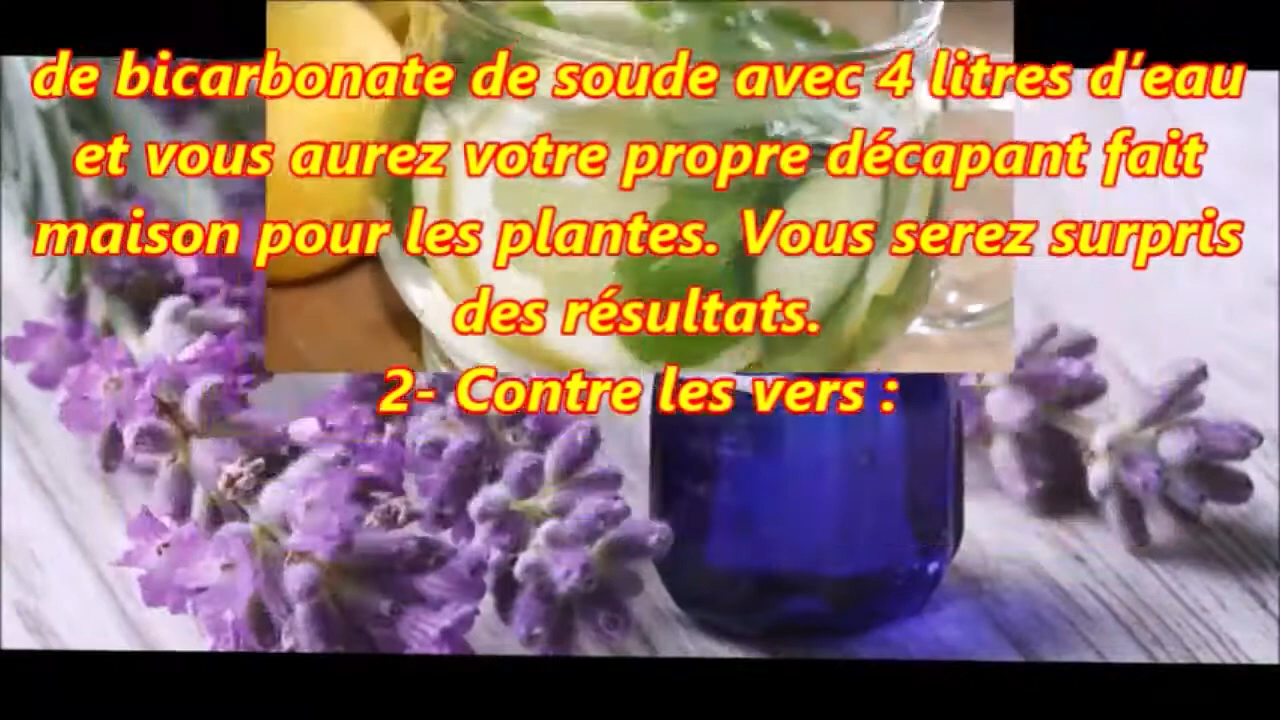 de bicarbonate de soude avec 4 litres d'eau
et vous aurez votre propre décapant fait
maison pour les plantes. Vous serez surpris
des résultats.
2- Contre les vers :